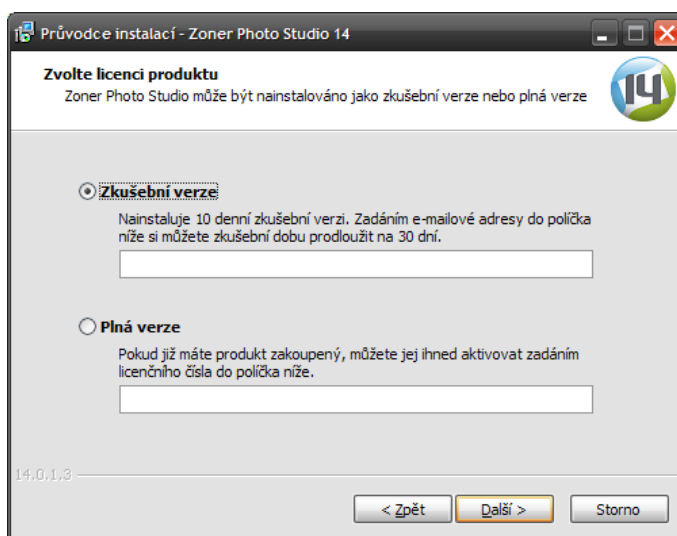 Průvodce instalací - Zoner Photo Studio 14
Zvolte licenci produktu
Zoner Photo Studio může být nainstalováno jako zkušební verze nebo plná verze
14
Zkušební verze
Nainstaluje 10 denní zkušební verzi. Zadáním e-mailové adresy do políčka
níže si můžete zkušební dobu prodloužit na 30 dní.
Plná verze
Pokud již máte produkt zakoupený, můžete jej ihned aktivovat zadáním
licenčního čísla do políčka níže.
14.0.1.3
< Zpět
Další >
Storno